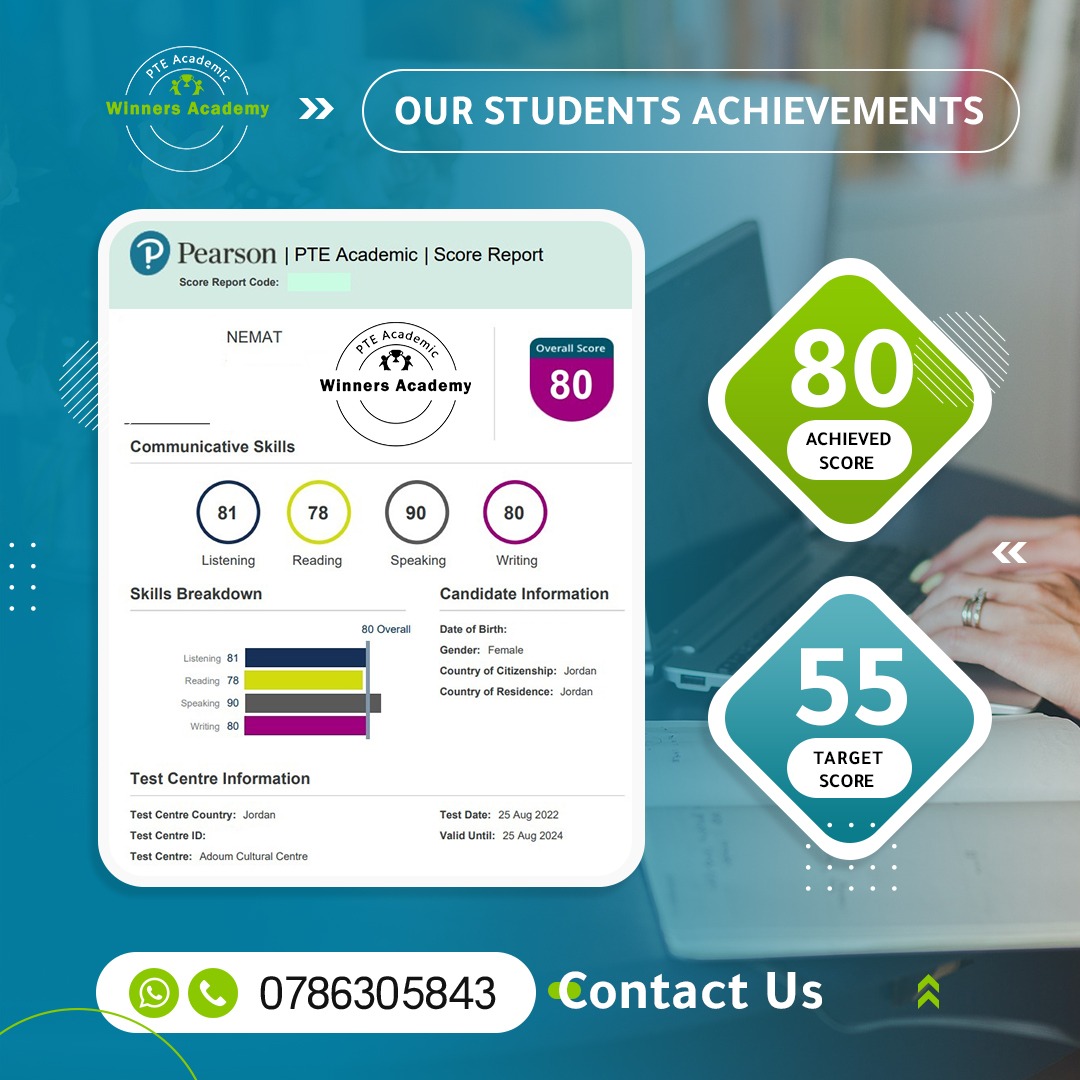 PTE Academic
Winners Academy
OUR STUDENTS ACHIEVEMENTS
Pearson | PTE Academic | Score Report
Score Report Code:
NEMAT
PTE Academic
Winners Academy
Overall Score
80
Communicative Skills
81 78 90 80
Listening Reading Speaking Writing
Skills Breakdown
80 Overall
Listening 81
Reading 78
Speaking 90
Writing 80
Candidate Information
Date of Birth:
Gender: Female
Country of Citizenship: Jordan
Country of Residence: Jordan
Test Centre Information
Test Centre Country: Jordan
Test Centre ID:
Test Centre: Adoum Cultural Centre
Test Date: 25 Aug 2022
Valid Until: 25 Aug 2024
80
ACHIEVED
SCORE
55
TARGET
SCORE
0786305843
Contact Us